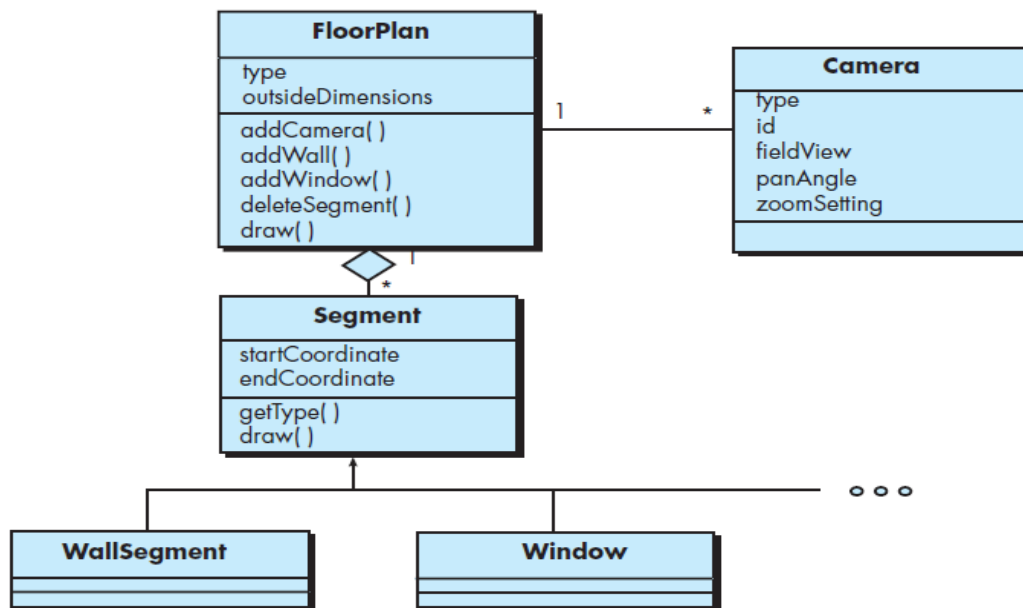 FloorPlan
type
outsideDimensions
addCamera( )
addWall( )
addWindow( )
deleteSegment( )
draw( )
1
*
Camera
type
id
fieldView
panAngle
zoomSetting
1
*
Segment
startCoordinate
endCoordinate
getType( )
draw( )
WallSegment
Window